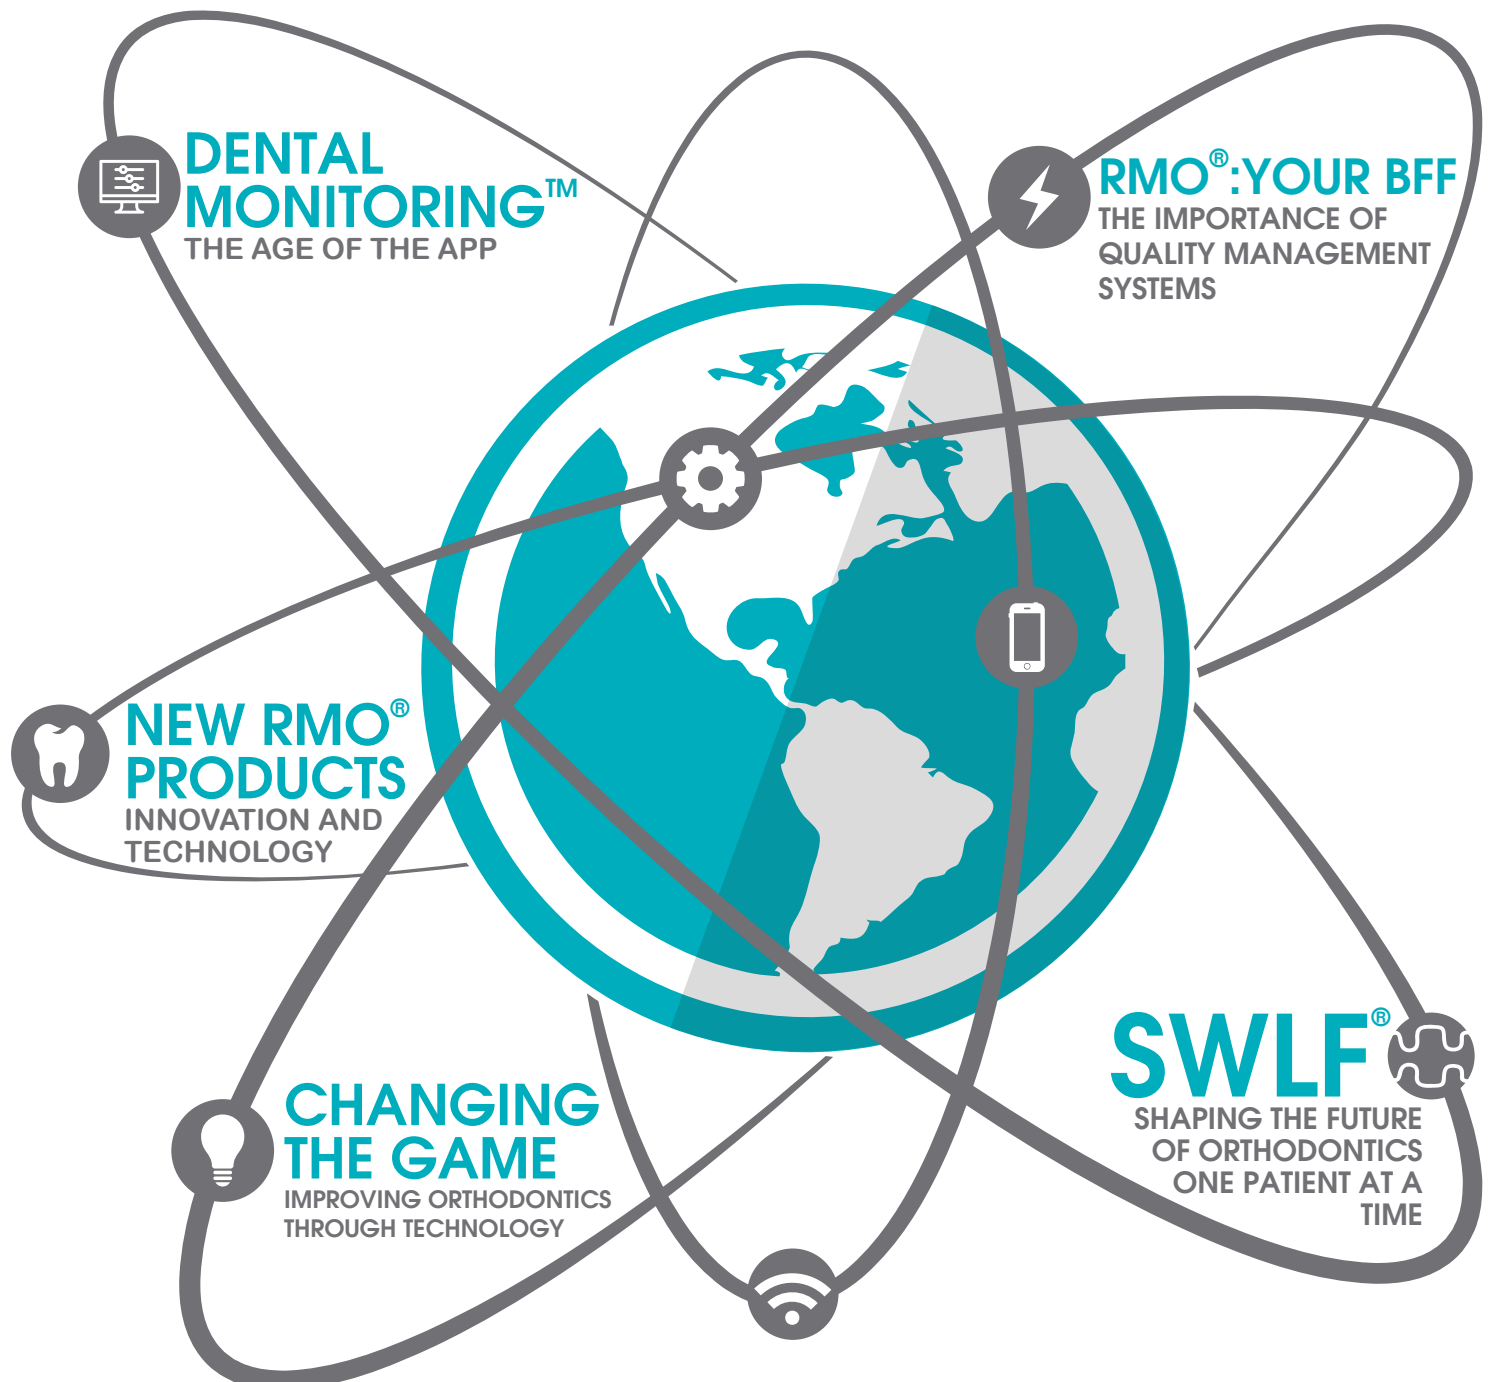 DENTAL
MONITORING™
THE AGE OF THE APP
RMO®:YOUR BFF
THE IMPORTANCE OF
QUALITY MANAGEMENT
SYSTEMS
NEW RMO®
PRODUCTS
INNOVATION AND
TECHNOLOGY
SWLF®
SHAPING THE FUTURE
OF ORTHODONTICS
ONE PATIENT AT A
TIME
CHANGING
THE GAME
IMPROVING ORTHODONTICS
THROUGH TECHNOLOGY